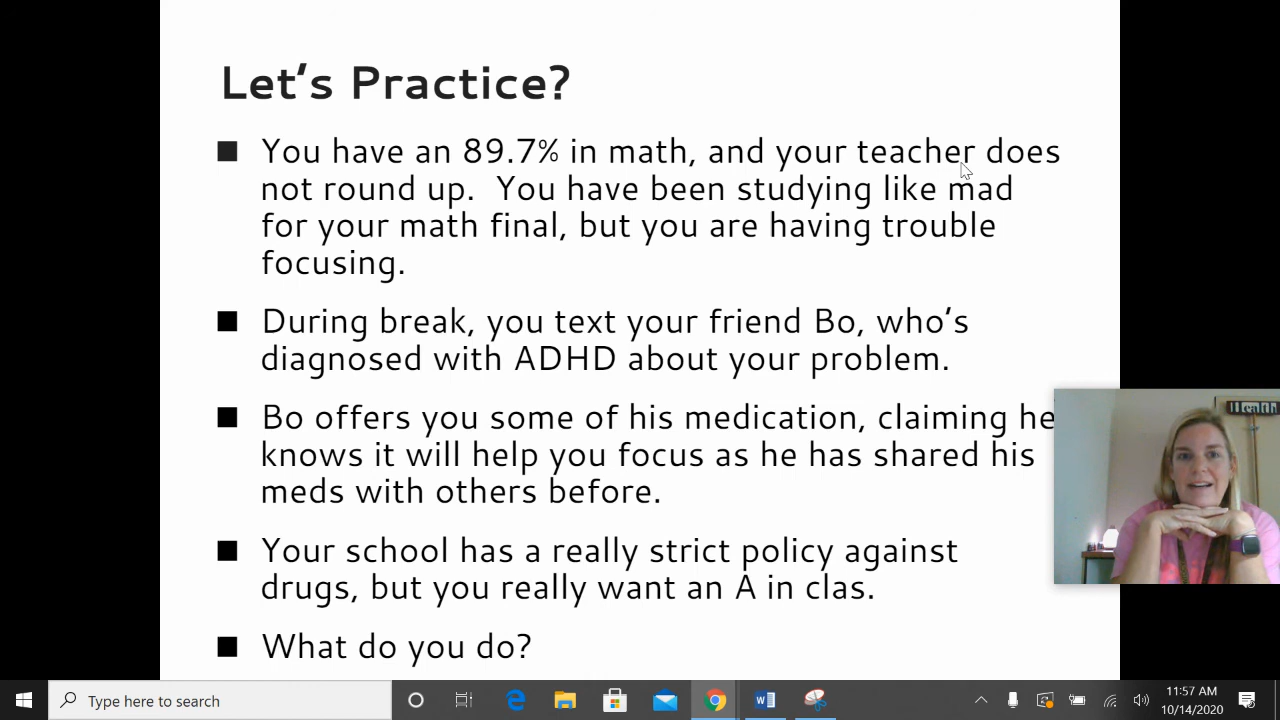 Let's Practice?
You have an 89.7% in math, and your teacher does
not round up. You have been studying like mad
for your math final, but you are having trouble
focusing.
During break, you text your friend Bo, who's
diagnosed with ADHD about your problem.
Bo offers you some of his medication, claiming he
knows it will help you focus as he has shared his
meds with others before.
Your school has a really strict policy against
drugs, but you really want an A in clas.
What do you do?
Health
Type here to search
11:57 AM
10/14/2020